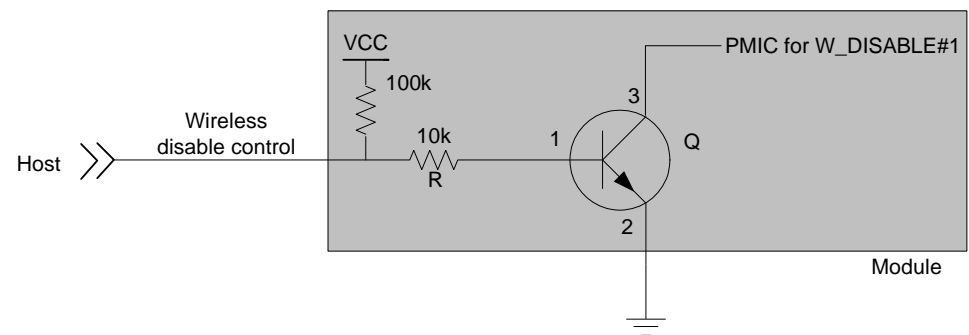 VCC
100k
PMIC for W_DISABLE#1
3
Wireless
disable control
10k
1
Q
Host
R
2
Module